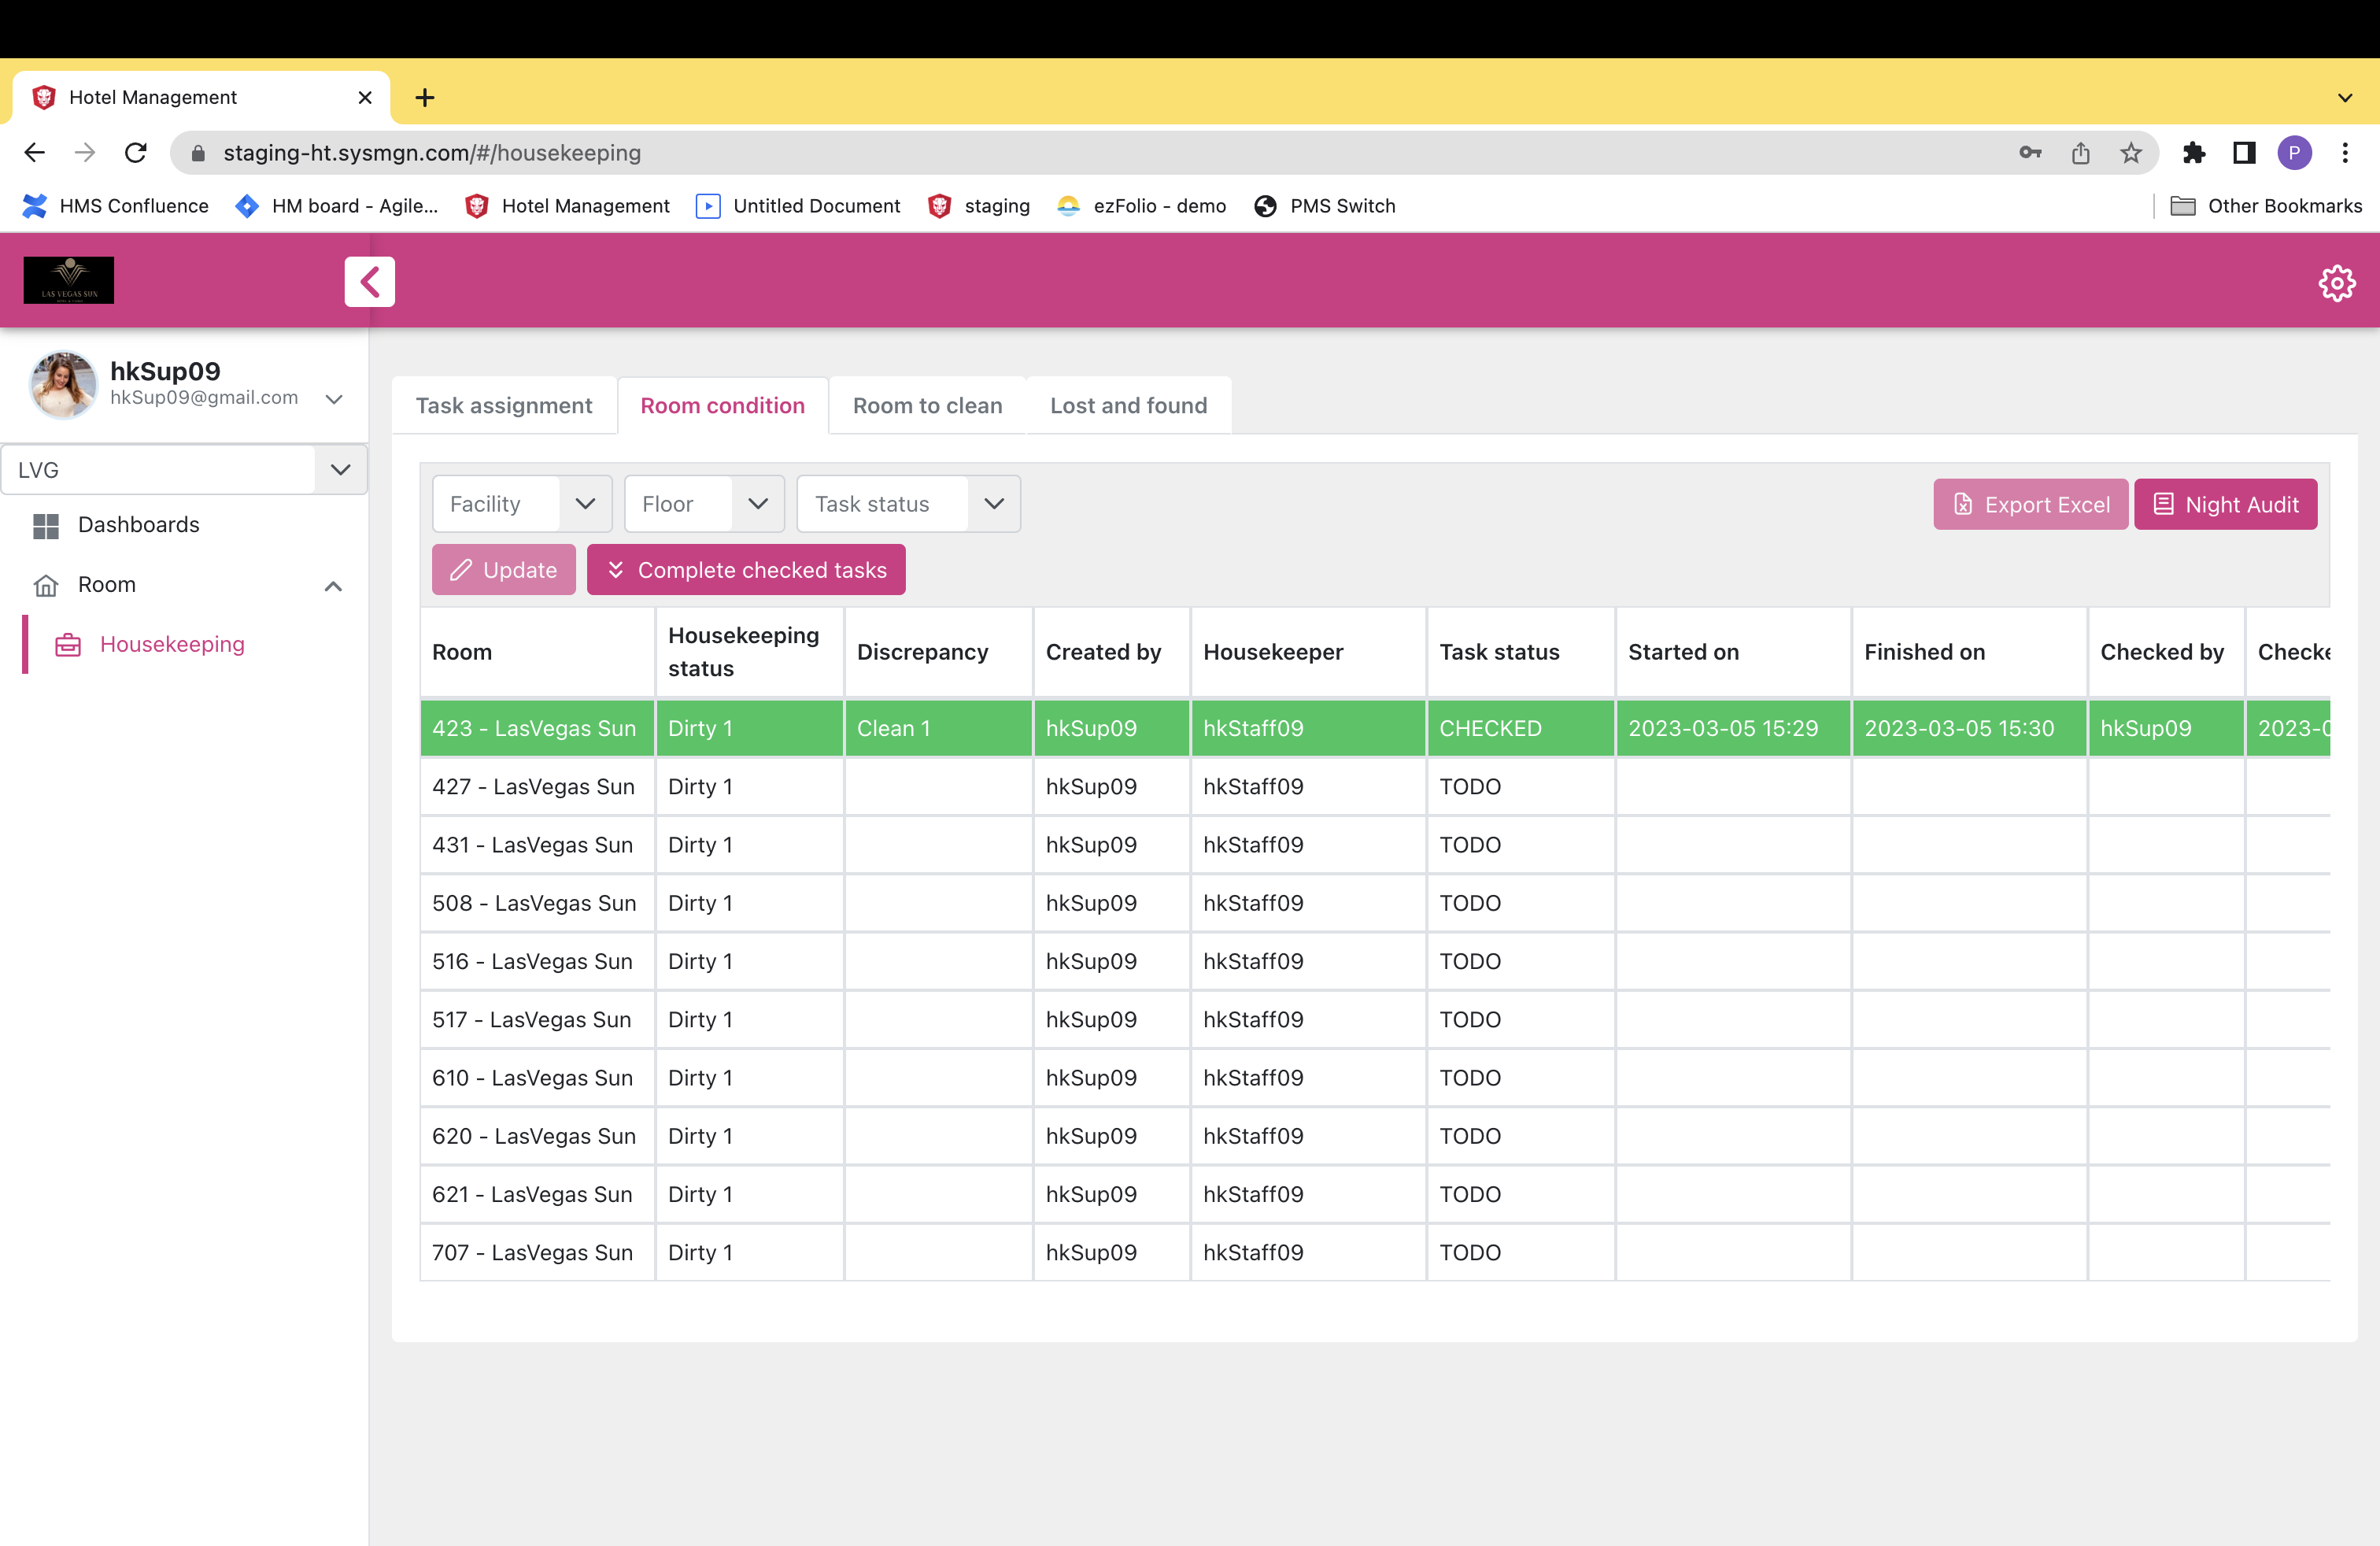 Hotel Management
staging-ht.sysmgn.com/#/housekeeping
P
HMS Confluence
HM board - Agile...
Hotel Management
Untitled Document
staging
ezFolio - demo
PMS Switch
Other Bookmarks
LAS VEGAS SUN
hkSup09
hkSup09@gmail.com
LVG
Dashboards
Room
Housekeeping
Task assignment
Room condition
Room to clean
Lost and found
Facility
Floor
Task status
Export Excel
Night Audit
Update
Complete checked tasks
Room Housekeeping status Discrepancy Created by Housekeeper Task status Started on Finished on Checked by Checke
423 - LasVegas Sun Dirty 1 Clean 1 hkSup09 hkStaff09 CHECKED 2023-03-05 15:29 2023-03-05 15:30 hkSup09 2023-0
427 - LasVegas Sun Dirty 1 hkSup09 hkStaff09 TODO
431 - LasVegas Sun Dirty 1 hkSup09 hkStaff09 TODO
508 - LasVegas Sun Dirty 1 hkSup09 hkStaff09 TODO
516 - LasVegas Sun Dirty 1 hkSup09 hkStaff09 TODO
517 - LasVegas Sun Dirty 1 hkSup09 hkStaff09 TODO
610 - LasVegas Sun Dirty 1 hkSup09 hkStaff09 TODO
620 - LasVegas Sun Dirty 1 hkSup09 hkStaff09 TODO
621 - LasVegas Sun Dirty 1 hkSup09 hkStaff09 TODO
707 - LasVegas Sun Dirty 1 hkSup09 hkStaff09 TODO